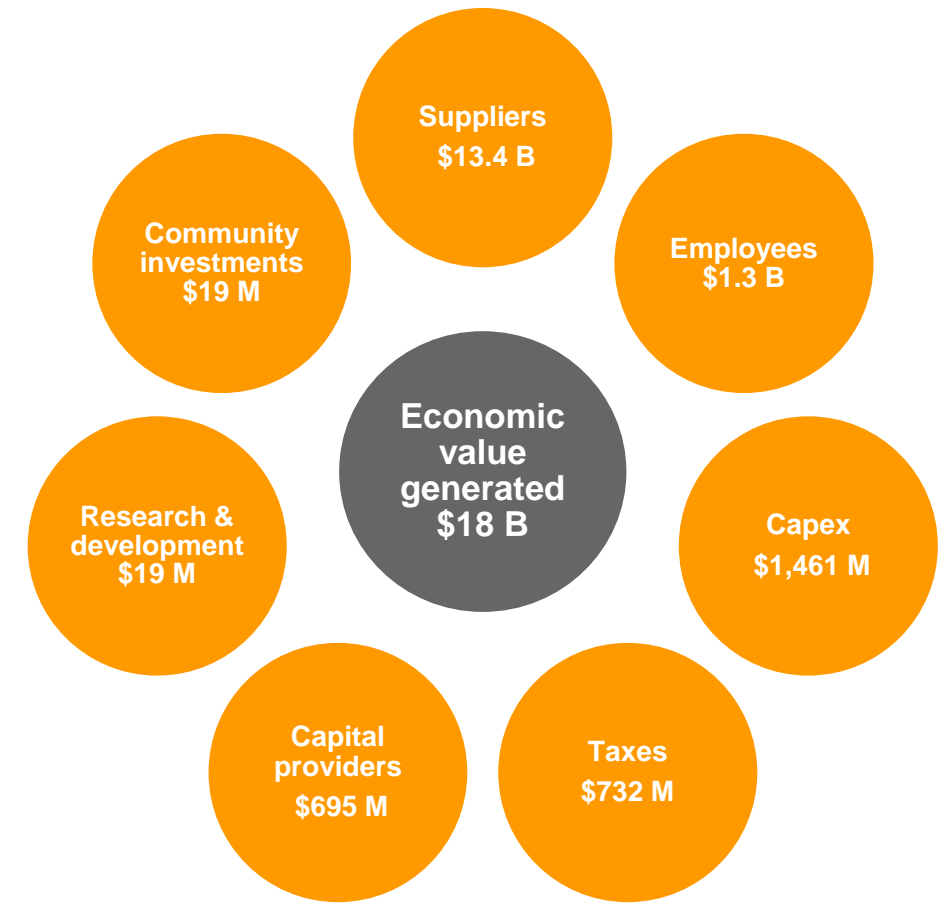 Suppliers
$13.4 B
Community
investments
$19 M
Employees
$1.3 B
Economic
value
generated
$18 B
Research &
development
$19 M
Capex
$1,461 M
Capital
providers
$695 M
Taxes
$732 M